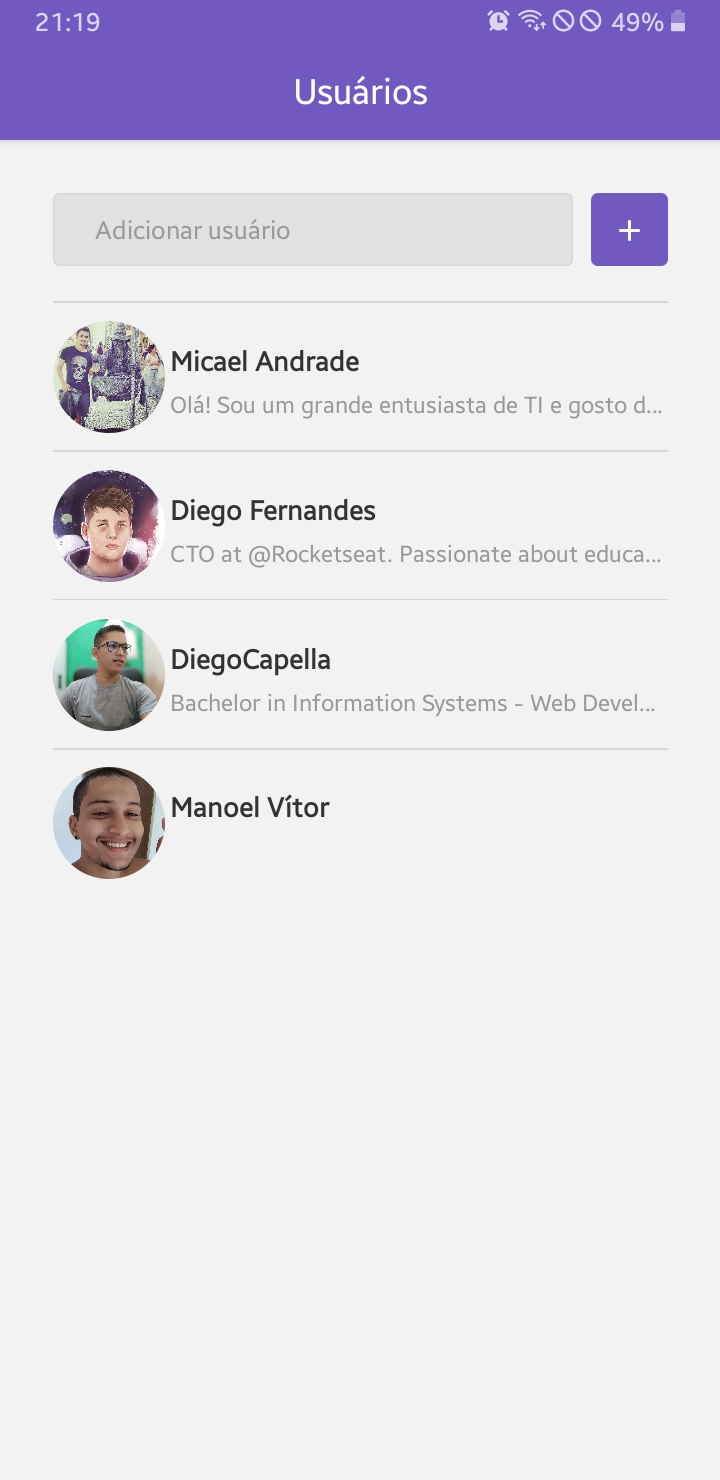 21:19
49%
Usuários
Adicionar usuário
+
Micael Andrade
Olá! Sou um grande entusiasta de TI e gosto d...
Diego Fernandes
CTO at @Rocketseat. Passionate about educa...
DiegoCapella
Bachelor in Information Systems - Web Devel...
Manoel Vítor